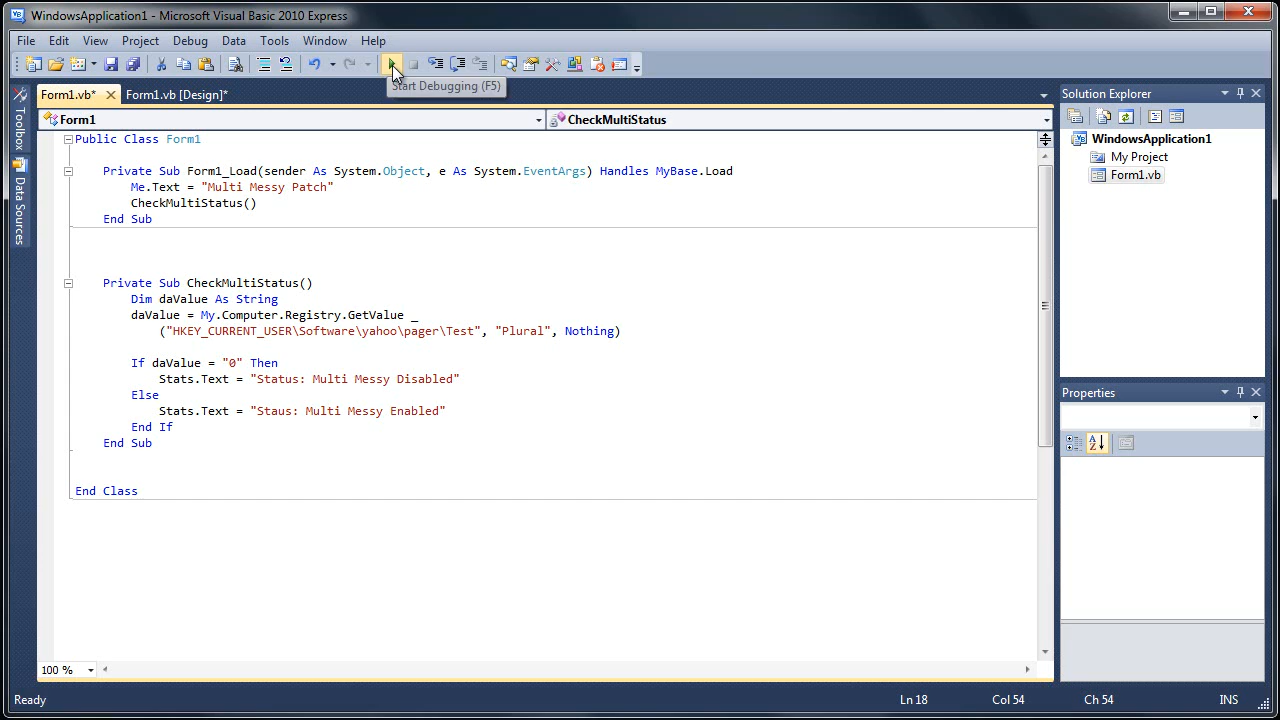 WindowsApplication1 - Microsoft Visual Basic 2010 Express
File Edit View Project Debug Data Tools Window Help
Start Debugging (F5)
Form1.vb* Form1.vb [Design]*
Toolbox
Data Sources
Form1 CheckMultiStatus
Public Class Form1
Private Sub Form1_Load(sender As System.Object, e As System.EventArgs) Handles MyBase.Load
Me.Text = "Multi Messy Patch"
CheckMultiStatus()
End Sub
Private Sub CheckMultiStatus()
Dim daValue As String
daValue = My.Computer.Registry.GetValue _
("HKEY_CURRENT_USER\Software\yahoo\pager\Test", "Plural", Nothing)
If daValue = "0" Then
Stats.Text = "Status: Multi Messy Disabled"
Else
Stats.Text = "Staus: Multi Messy Enabled"
End If
End Sub
End Class
100 %
Solution Explorer
WindowsApplication1
My Project
Form1.vb
Properties
Ready Ln 18 Col 54 Ch 54 INS